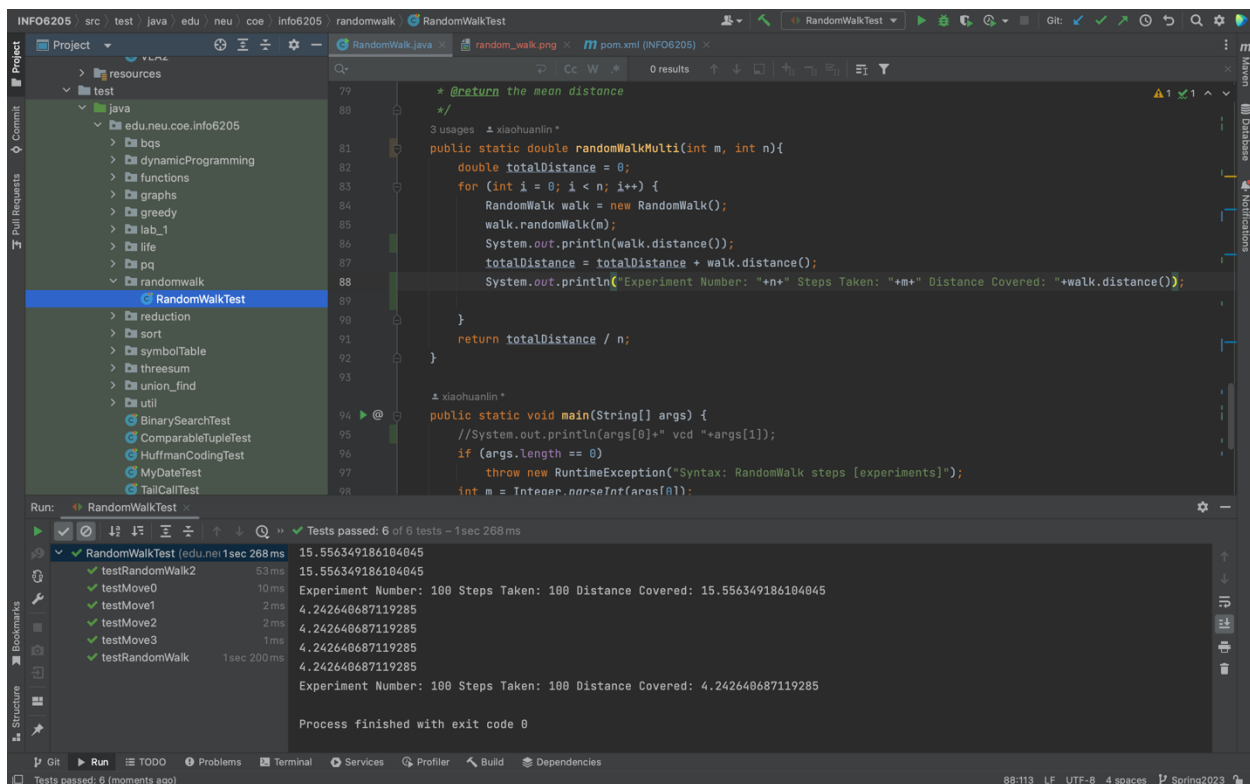 INFO6205 〉 src 〉 test 〉 java 〉 edu 〉 neu 〉 coe 〉 info6205 〉 randomwalk 〉 RandomWalkTest
RandomWalkTest
Git:
Project
RandomWalk.java ×
random_walk.png ×
pom.xml (INFO6205) ×
resources
test
java
edu.neu.coe.info6205
bqs
dynamicProgramming
functions
graphs
greedy
lab_1
life
pq
randomwalk
RandomWalkTest
reduction
sort
symbolTable
threesum
union_find
util
BinarySearchTest
ComparableTupleTest
HuffmanCodingTest
MyDateTest
TailCallTest
Cc W .* 0 results
1 1
79 * @return the mean distance
80 */
3 usages xiaohuanlin *
81 public static double randomWalkMulti(int m, int n){
82 double totalDistance = 0;
83 for (int i = 0; i < n; i++) {
84 RandomWalk walk = new RandomWalk();
85 walk.randomWalk(m);
86 System.out.println(walk.distance());
87 totalDistance = totalDistance + walk.distance();
88 System.out.println("Experiment Number: "+n+" Steps Taken: "+m+" Distance Covered: "+walk.distance());
89
90 }
91 return totalDistance / n;
92 }
93
xiaohuanlin *
94 @ public static void main(String[] args) {
95 //System.out.println(args[0]+" vcd "+args[1]);
96 if (args.length == 0)
97 throw new RuntimeException("Syntax: RandomWalk steps [experiments]");
98 int m = Integer.parseInt(args[0]);
Project
Commit
Pull Requests
Bookmarks
Structure
Maven
Database
Notifications
Run: RandomWalkTest ×
Tests passed: 6 of 6 tests – 1 sec 268 ms
RandomWalkTest (edu.neu 1 sec 268 ms
testRandomWalk2 53 ms
testMove0 10 ms
testMove1 2 ms
testMove2 2 ms
testMove3 1 ms
testRandomWalk 1 sec 200 ms
15.556349186104045
15.556349186104045
Experiment Number: 100 Steps Taken: 100 Distance Covered: 15.556349186104045
4.242640687119285
4.242640687119285
4.242640687119285
4.242640687119285
Experiment Number: 100 Steps Taken: 100 Distance Covered: 4.242640687119285
Process finished with exit code 0
Git Run TODO Problems Terminal Services Profiler Build Dependencies
Tests passed: 6 (moments ago) 88:113 LF UTF-8 4 spaces Spring2023